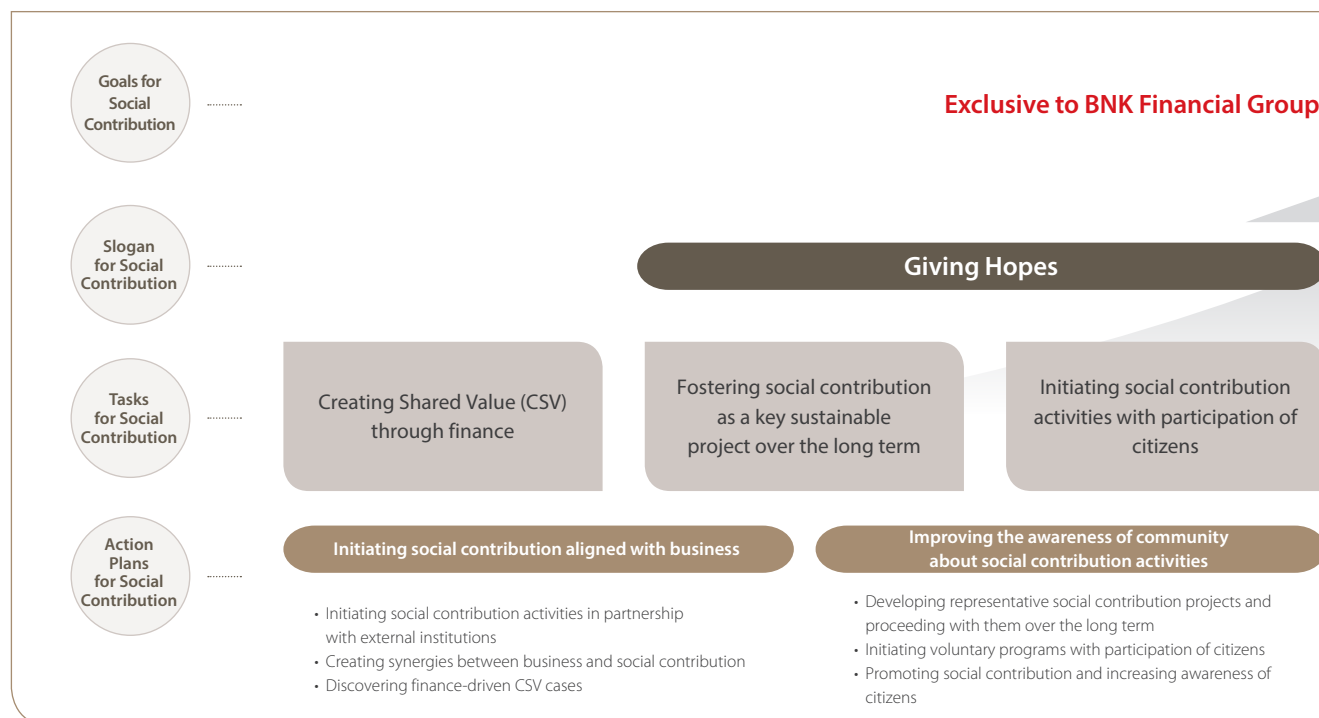 Goals for
Social
Contribution
Exclusive to BNK Financial Group
Slogan
for Social
Contribution
Giving Hopes
Tasks
for Social
Contribution
Creating Shared Value (CSV)
through finance
Fostering social contribution
as a key sustainable
project over the long term
Initiating social contribution
activities with participation of
citizens
Action
Plans
for Social
Contribution
Initiating social contribution aligned with business
• Initiating social contribution activities in partnership
with external institutions
• Creating synergies between business and social contribution
• Discovering finance-driven CSV cases
Improving the awareness of community
about social contribution activities
• Developing representative social contribution projects and
proceeding with them over the long term
• Initiating voluntary programs with participation of citizens
• Promoting social contribution and increasing awareness of
citizens